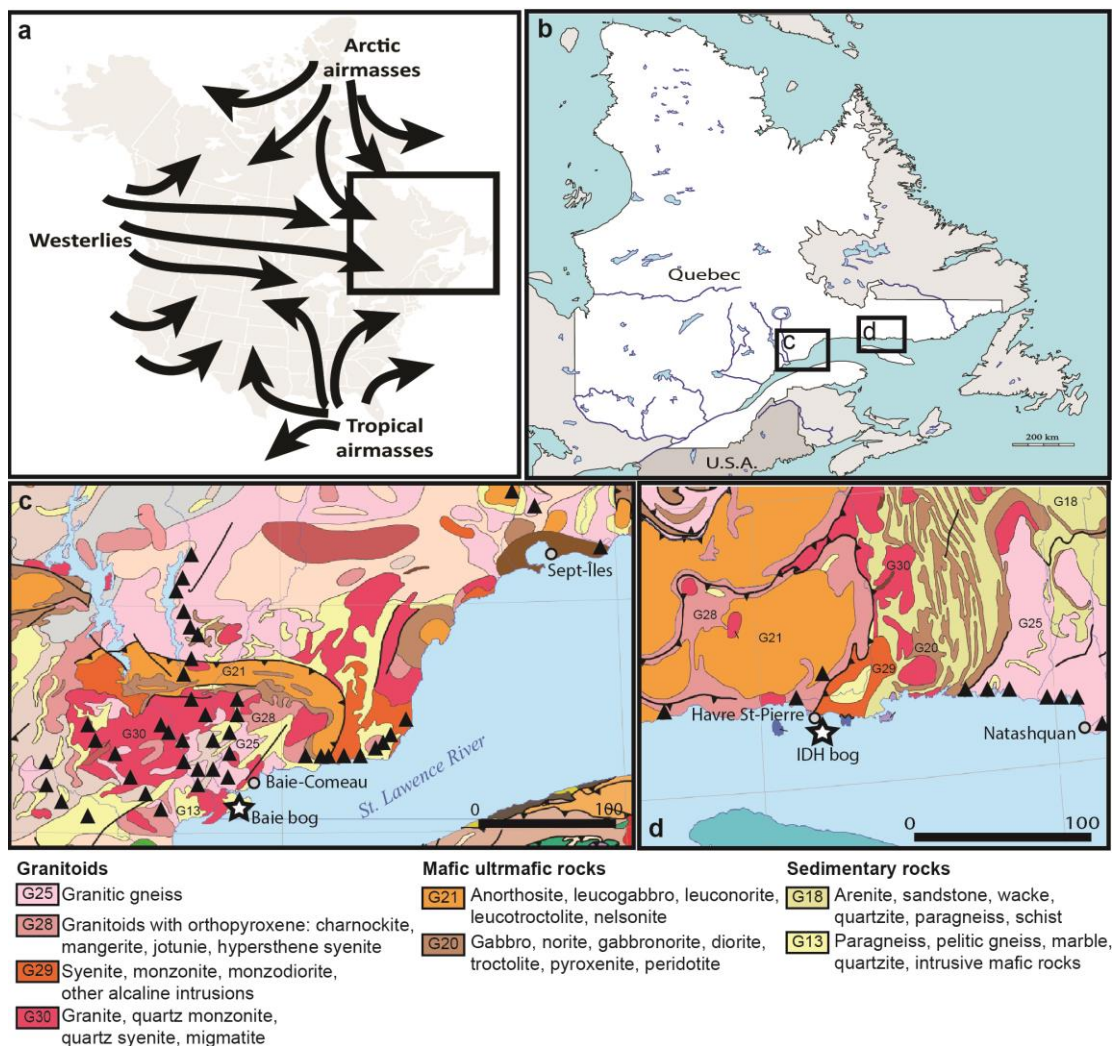 a
Arctic
airmasses
Westerlies
Tropical
airmasses
b
Quebec
c
d
U.S.A.
200 km
c
Sept-Îles
G21
G28
G30
G25
Baie-Comeau
G13
Baie bog
St. Lawence River
0
100
G18
G30
G28
G25
G21
G20
G29
Havre St-Pierre
Natashquan
IDH bog
d
0
100
Granitoids
G25 Granitic gneiss
G28 Granitoids with orthopyroxene: charnockite,
mangerite, jotunie, hypersthene syenite
G29 Syenite, monzonite, monzodiorite,
other alcaline intrusions
G30 Granite, quartz monzonite,
quartz syenite, migmatite
Mafic ultrmafic rocks
G21 Anorthosite, leucogabbro, leuconorite,
leucotroctolite, nelsonite
G20 Gabbro, norite, gabbronorite, diorite,
troctolite, pyroxenite, peridotite
Sedimentary rocks
G18 Arenite, sandstone, wacke,
quartzite, paragneiss, schist
G13 Paragneiss, pelitic gneiss, marble,
quartzite, intrusive mafic rocks